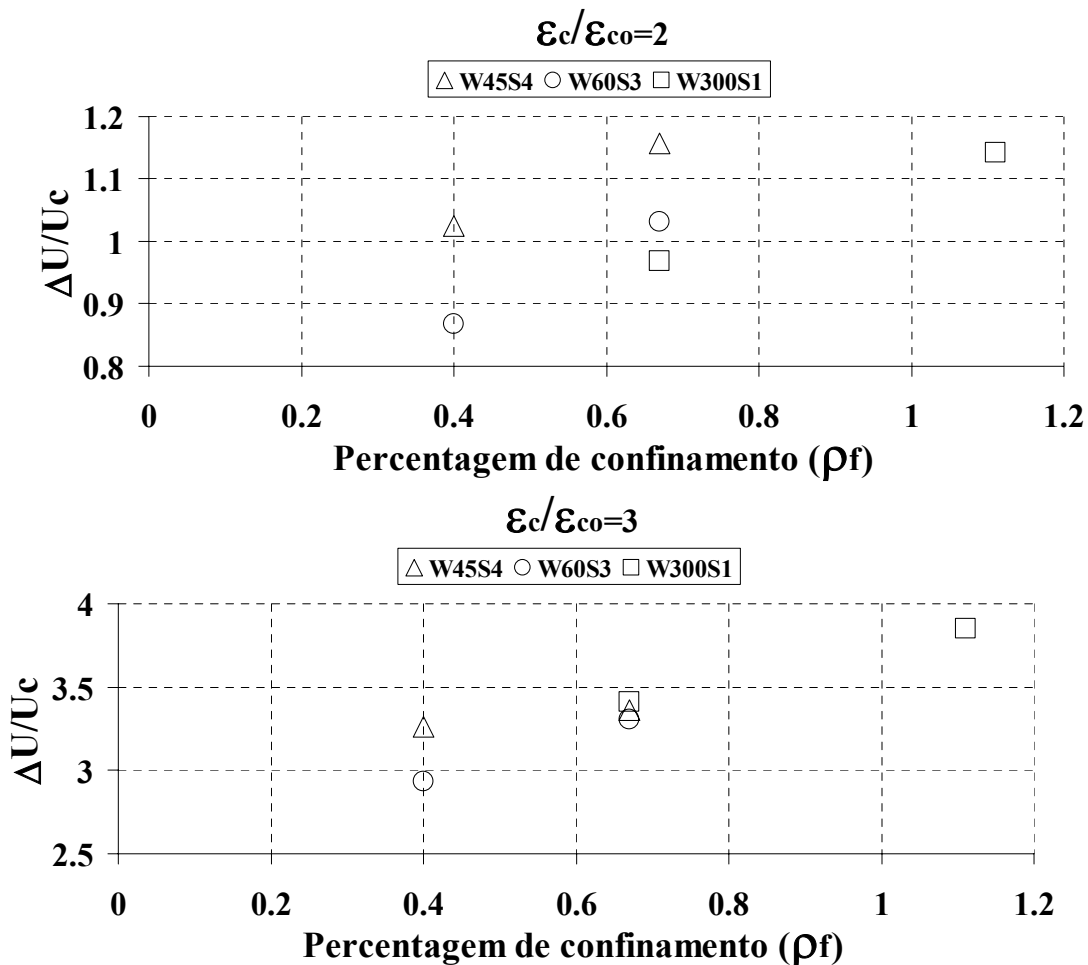 εc/εco=2
△ W45S4 ○ W60S3 □ W300S1
1.2
1.1
1
0.9
0.8
ΔU/Uc
0 0.2 0.4 0.6 0.8 1 1.2
Percentagem de confinamento (ρf)
εc/εco=3
△ W45S4 ○ W60S3 □ W300S1
4
3.5
3
2.5
ΔU/Uc
0 0.2 0.4 0.6 0.8 1 1.2
Percentagem de confinamento (ρf)